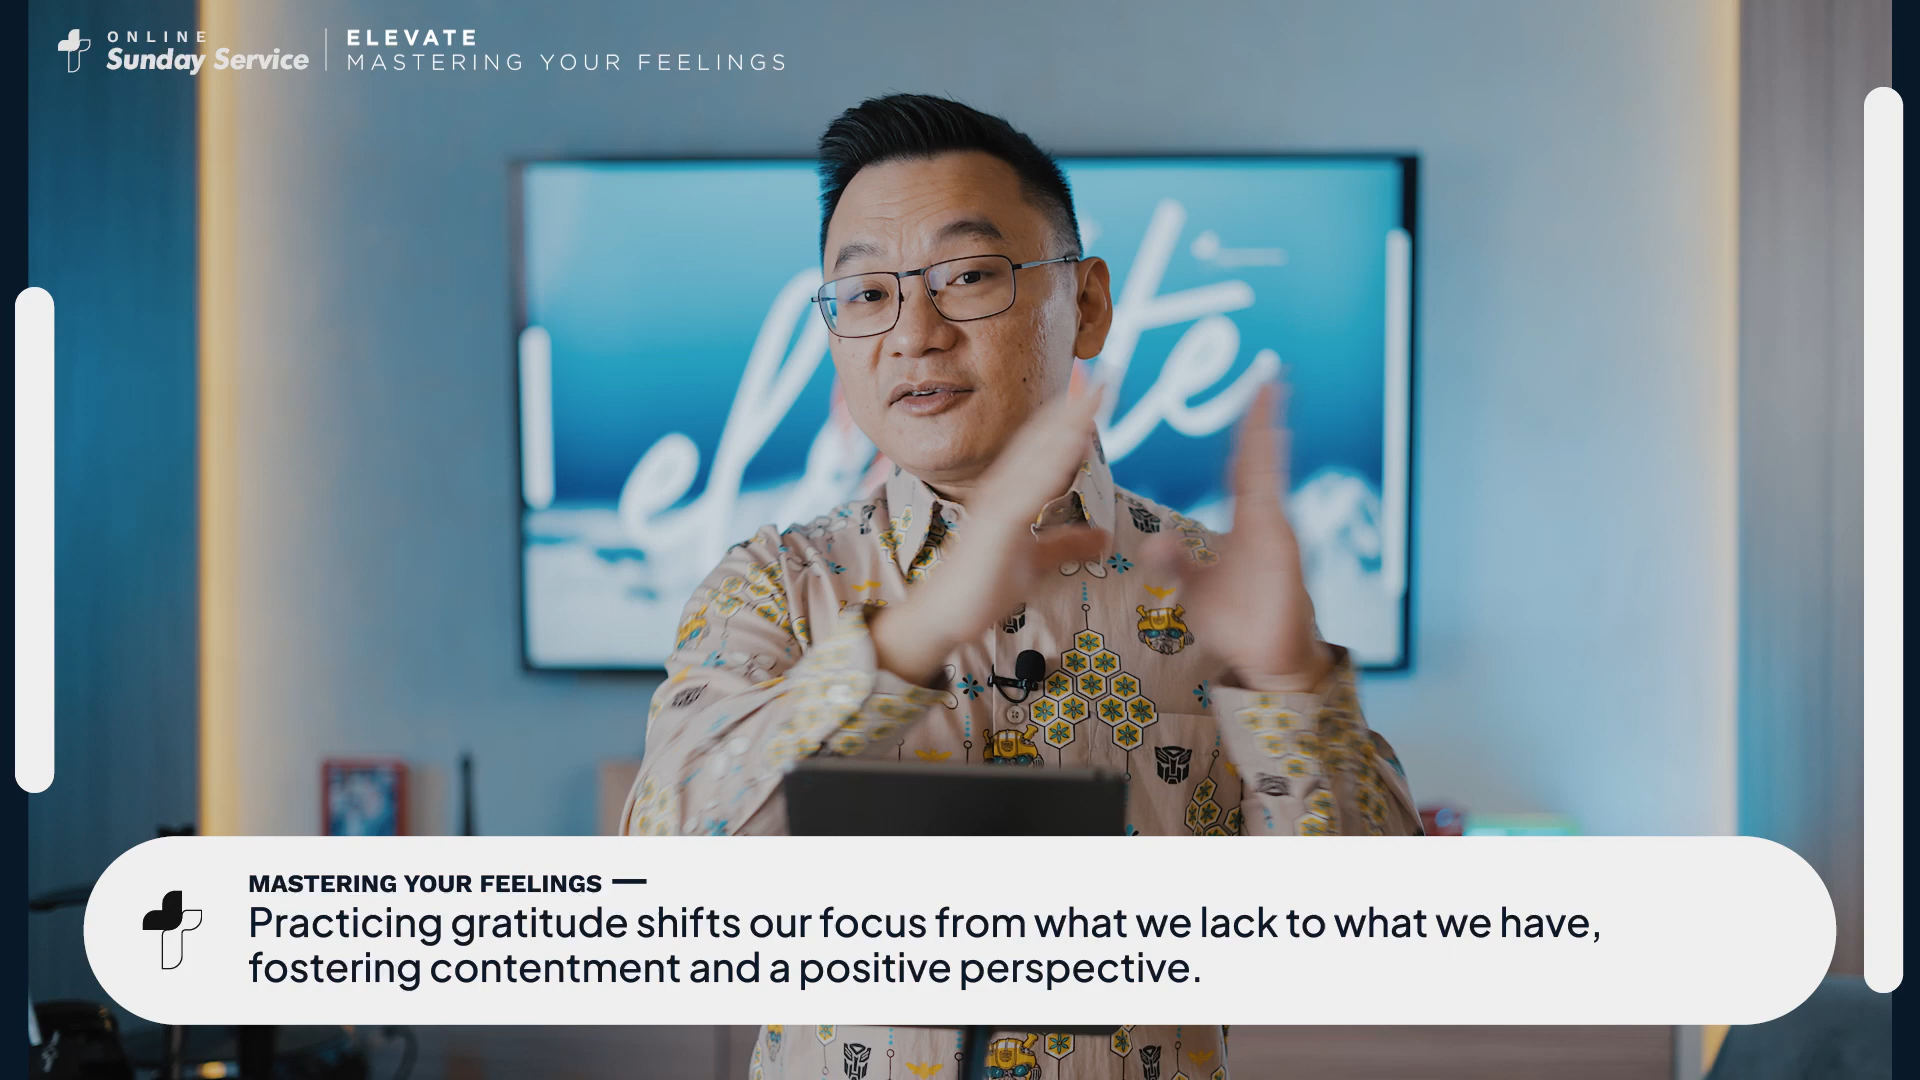 ONLINE
Sunday Service
ELEVATE
MASTERING YOUR FEELINGS
elevate
MASTERING YOUR FEELINGS —
Practicing gratitude shifts our focus from what we lack to what we have,
fostering contentment and a positive perspective.